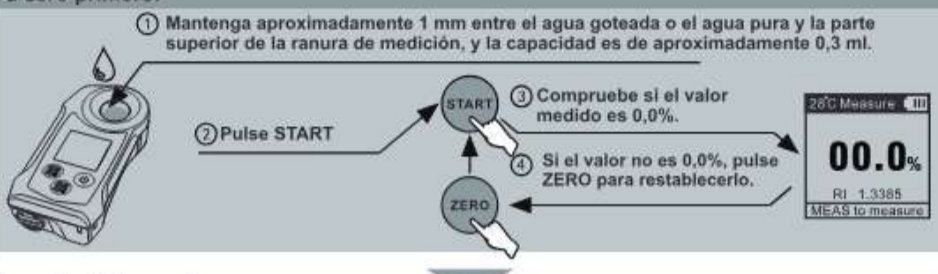 a cero primero.
① Mantenga aproximadamente 1 mm entre el agua goteada o el agua pura y la parte
superior de la ranura de medición, y la capacidad es de aproximadamente 0,3 ml.
② Pulse START
START
③ Compruebe si el valor
medido es 0,0%.
④ Si el valor no es 0,0%, pulse
ZERO para restablecerlo.
ZERO
28°C Measure
00.0%
RI 1.3385
MEAS to measure